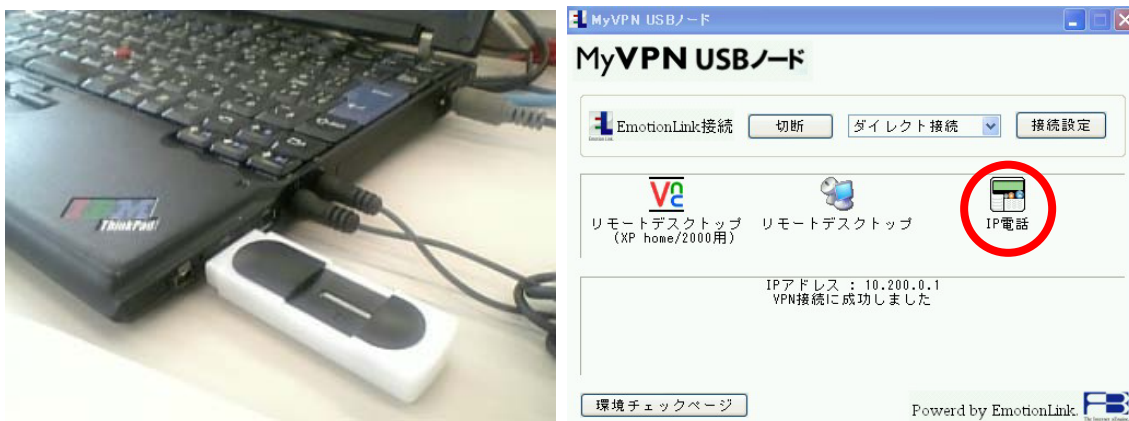 IBM
ThinkPad
MyVPN USBノード
MyVPN USBノード
EmotionLink接続
切断
ダイレクト接続
接続設定
リモートデスクトップ
(XP home/2000用)
リモートデスクトップ
IP電話
IPアドレス : 10.200.0.1
VPN接続に成功しました
環境チェックページ
Powerd by EmotionLink.
FB